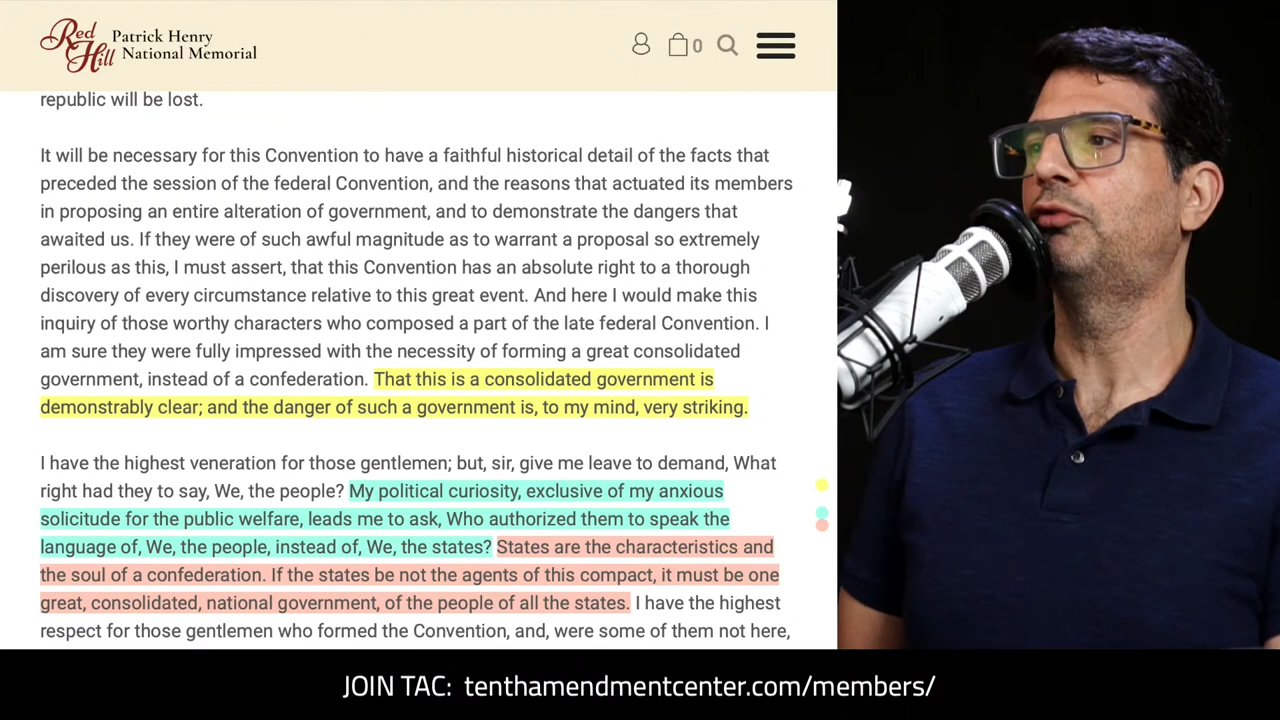 Red Hill
Patrick Henry
National Memorial
0
republic will be lost.
It will be necessary for this Convention to have a faithful historical detail of the facts that
preceded the session of the federal Convention, and the reasons that actuated its members
in proposing an entire alteration of government, and to demonstrate the dangers that
awaited us. If they were of such awful magnitude as to warrant a proposal so extremely
perilous as this, I must assert, that this Convention has an absolute right to a thorough
discovery of every circumstance relative to this great event. And here I would make this
inquiry of those worthy characters who composed a part of the late federal Convention. I
am sure they were fully impressed with the necessity of forming a great consolidated
government, instead of a confederation. That this is a consolidated government is
demonstrably clear; and the danger of such a government is, to my mind, very striking.
I have the highest veneration for those gentlemen; but, sir, give me leave to demand, What
right had they to say, We, the people? My political curiosity, exclusive of my anxious
solicitude for the public welfare, leads me to ask, Who authorized them to speak the
language of, We, the people, instead of, We, the states? States are the characteristics and
the soul of a confederation. If the states be not the agents of this compact, it must be one
great, consolidated, national government, of the people of all the states. I have the highest
respect for those gentlemen who formed the Convention, and, were some of them not here,
JOIN TAC: tenthamendmentcenter.com/members/